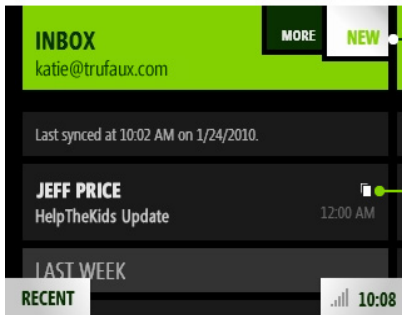 INBOX
MORE
NEW
katie@trufaux.com
Last synced at 10:02 AM on 1/24/2010.
JEFF PRICE
HelpTheKids Update
12:00 AM
LAST WEEK
RECENT
10:08